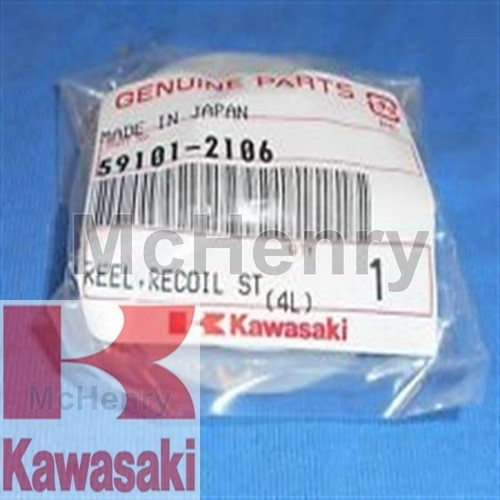 GENUINE PARTS
MADE IN JAPAN
59101-2106
McHenry
REEL,RECOIL ST
(4L)
1
Kawasaki
McHenry
Kawasaki